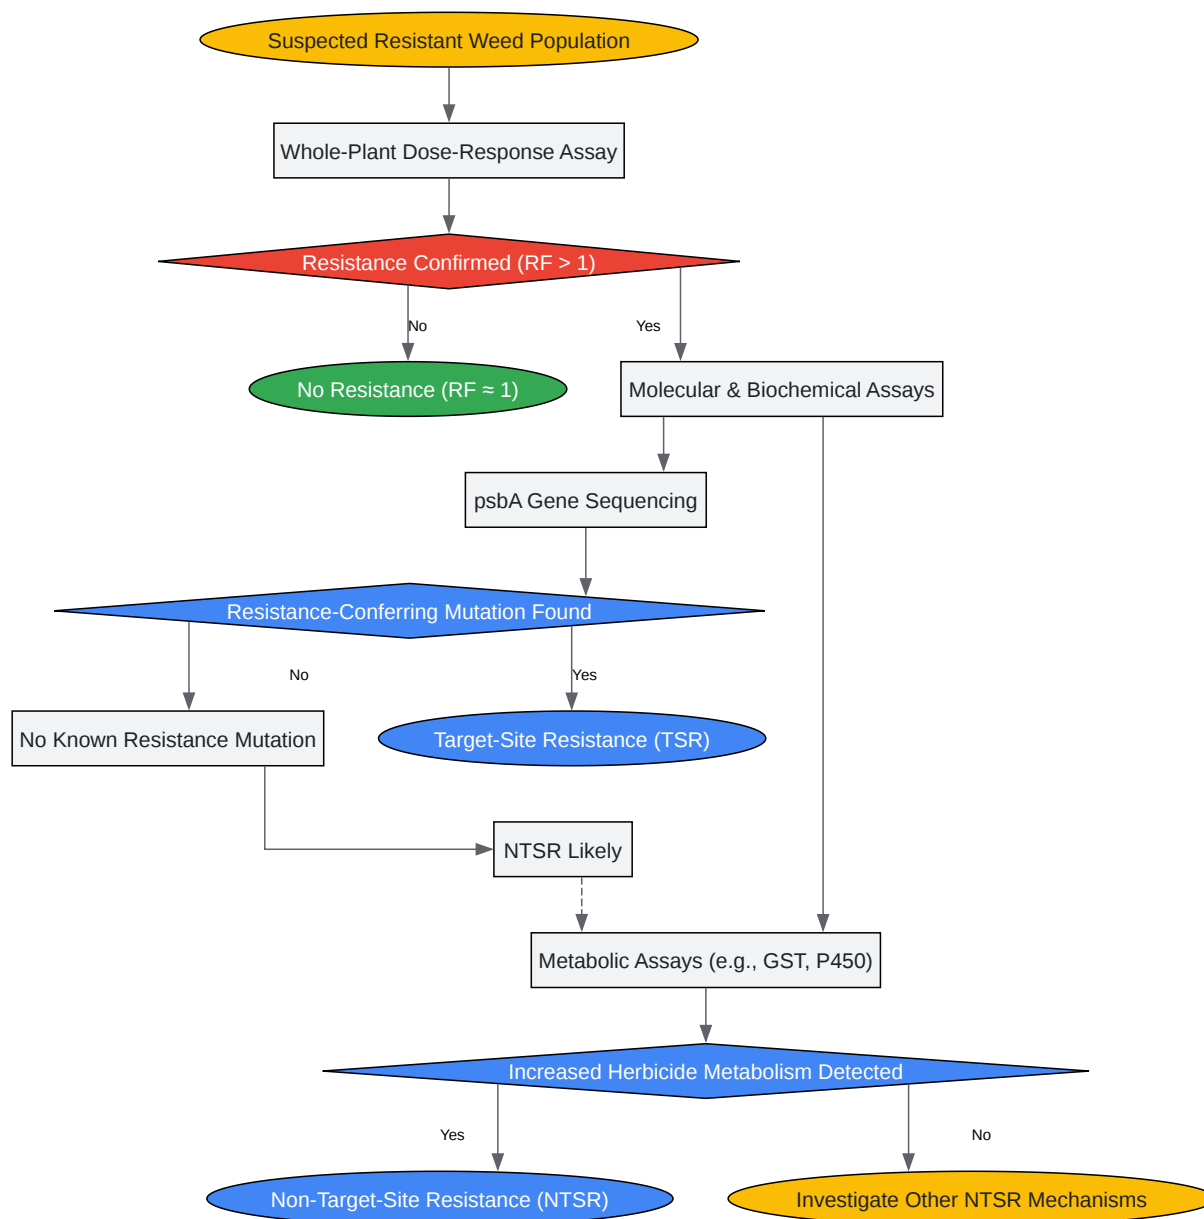 Suspected Resistant Weed Population
Whole-Plant Dose-Response Assay
Resistance Confirmed (RF > 1)
No
Yes
No Resistance (RF ≈ 1)
Molecular & Biochemical Assays
psbA Gene Sequencing
Resistance-Conferring Mutation Found
No
Yes
No Known Resistance Mutation
Target-Site Resistance (TSR)
NTSR Likely
Metabolic Assays (e.g., GST, P450)
Increased Herbicide Metabolism Detected
Yes
No
Non-Target-Site Resistance (NTSR)
Investigate Other NTSR Mechanisms